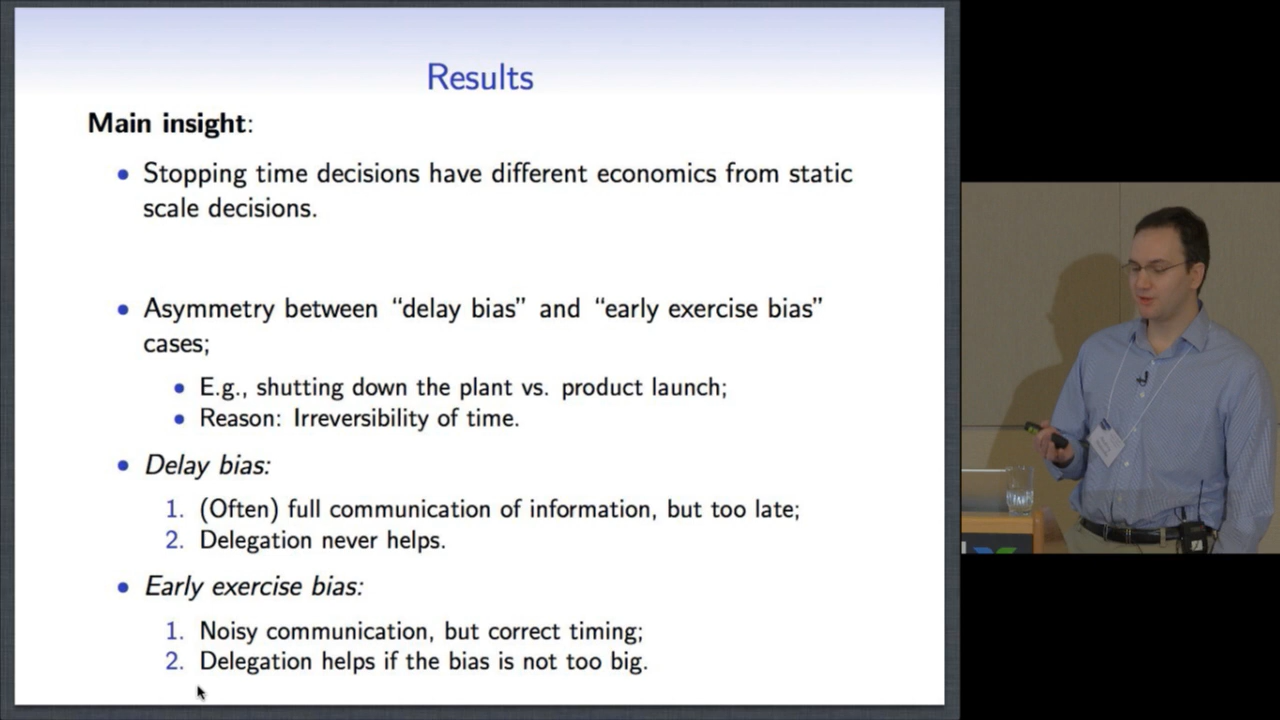 Results
Main insight:
• Stopping time decisions have different economics from static
scale decisions.
• Asymmetry between “delay bias” and “early exercise bias”
cases;
• E.g., shutting down the plant vs. product launch;
• Reason: Irreversibility of time.
• Delay bias:
1. (Often) full communication of information, but too late;
2. Delegation never helps.
• Early exercise bias:
1. Noisy communication, but correct timing;
2. Delegation helps if the bias is not too big.